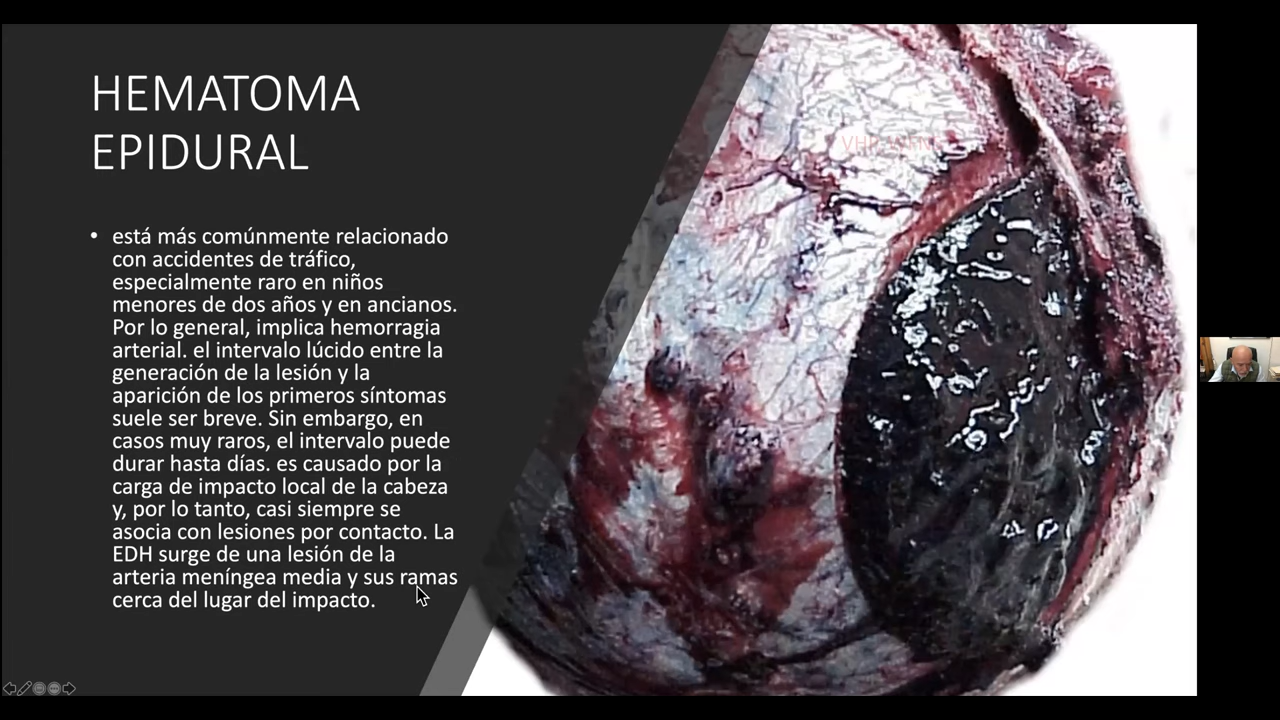 HEMATOMA
EPIDURAL
• está más comúnmente relacionado
con accidentes de tráfico,
especialmente raro en niños
menores de dos años y en ancianos.
Por lo general, implica hemorragia
arterial. el intervalo lúcido entre la
generación de la lesión y la
aparición de los primeros síntomas
suele ser breve. Sin embargo, en
casos muy raros, el intervalo puede
durar hasta días. es causado por la
carga de impacto local de la cabeza
y, por lo tanto, casi siempre se
asocia con lesiones por contacto. La
EDH surge de una lesión de la
arteria meníngea media y sus ramas
cerca del lugar del impacto.